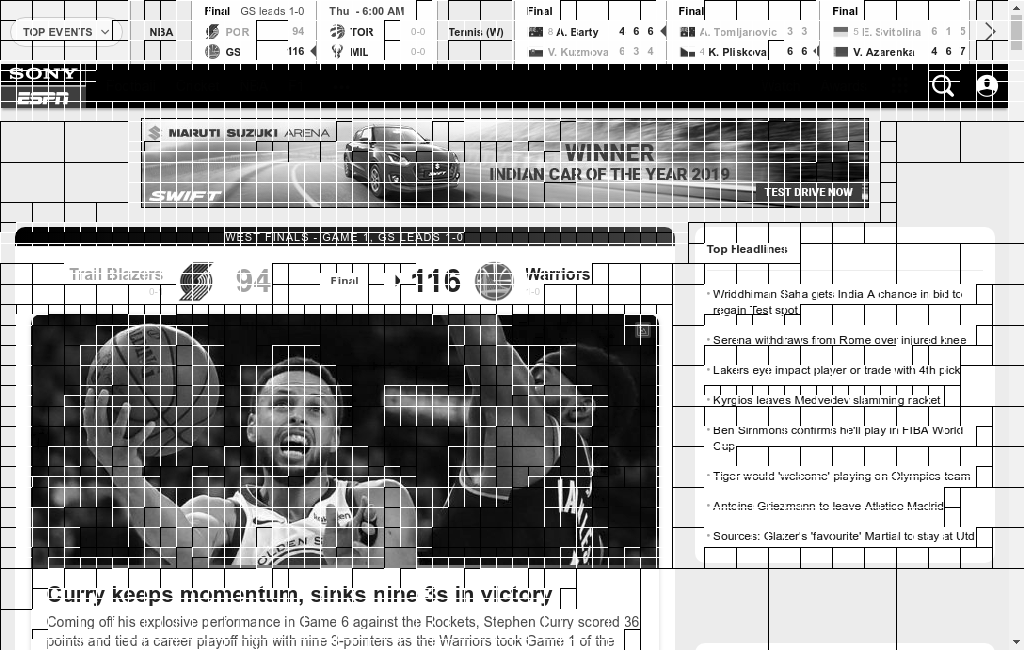 TOP EVENTS
NBA
Final GS leads 1-0
POR 94
GS 116
Thu - 6:00 AM
TOR 0-0
MIL 0-0
Tennis (W)
Final
8 A. Barty 4 6 6
V. Kuzmova 6 3 4
Final
A. Tomljanovic 3 3
4 K. Pliskova 6 6
Final
5 E. Svitolina 6 1 5
V. Azarenka 4 6 7
SONY
ESPN
MARUTI SUZUKI ARENA
WINNER
INDIAN CAR OF THE YEAR 2019
SWIFT
TEST DRIVE NOW
WEST FINALS - GAME 1, GS LEADS 1-0
Trail Blazers 94 Final 116 Warriors
0-1 1-0
Curry keeps momentum, sinks nine 3s in victory
Coming off his explosive performance in Game 6 against the Rockets, Stephen Curry scored 36
points and tied a career playoff high with nine 3-pointers as the Warriors took Game 1 of the
Top Headlines
Wriddhiman Saha gets India A chance in bid to
regain Test spot
Serena withdraws from Rome over injured knee
Lakers eye impact player or trade with 4th pick
Kyrgios leaves Medvedev slamming racket
Ben Simmons confirms he'll play in FIBA World
Cup
Tiger would 'welcome' playing on Olympics team
Antoine Griezmann to leave Atletico Madrid
Sources: Glazer's 'favourite' Martial to stay at Utd